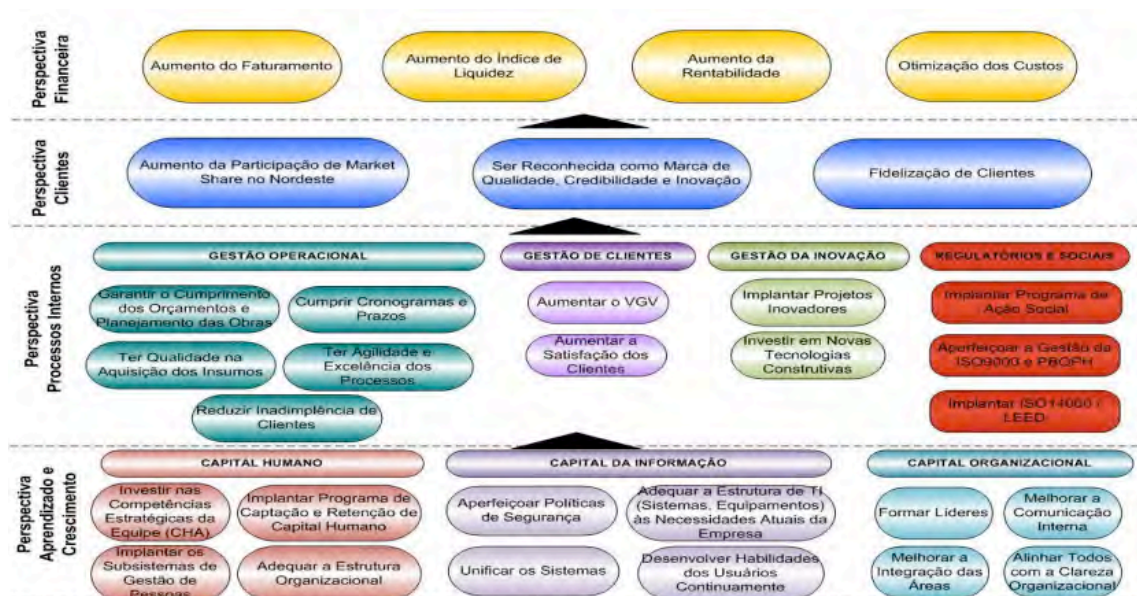 Perspectiva
Financeira
Aumento do Faturamento
Aumento do Índice de
Liquidez
Aumento da
Rentabilidade
Otimização dos Custos
Perspectiva
Clientes
Aumento da Participação de Market
Share no Nordeste
Ser Reconhecida como Marca de
Qualidade, Credibilidade e Inovação
Fidelização de Clientes
Perspectiva
Processos Internos
GESTÃO OPERACIONAL
Garantir o Cumprimento
dos Orçamentos e
Planejamento das Obras
Cumprir Cronogramas e
Prazos
Ter Qualidade na
Aquisição dos Insumos
Ter Agilidade e
Excelência dos
Processos
Reduzir Inadimplência de
Clientes
GESTÃO DE CLIENTES
Aumentar o VGV
Aumentar a
Satisfação dos
Clientes
GESTÃO DA INOVAÇÃO
Implantar Projetos
Inovadores
Investir em Novas
Tecnologias
Construtivas
REGULATÓRIOS E SOCIAIS
Implantar Programa de
Ação Social
Aperfeiçoar a Gestão da
ISO9000 e PBQPH
Implantar ISO14000 /
LEED
Perspectiva
Aprendizado e
Crescimento
CAPITAL HUMANO
Investir nas
Competências
Estratégicas da
Equipe (CHA)
Implantar Programa de
Captação e Retenção de
Capital Humano
Implantar os
Subsistemas de
Gestão de
Pessoas
Adequar a Estrutura
Organizacional
CAPITAL DA INFORMAÇÃO
Aperfeiçoar Políticas
de Segurança
Adequar a Estrutura de TI
(Sistemas, Equipamentos)
às Necessidades Atuais da
Empresa
Unificar os Sistemas
Desenvolver Habilidades
dos Usuários
Continuamente
CAPITAL ORGANIZACIONAL
Formar Líderes
Melhorar a
Comunicação
Interna
Melhorar a
Integração das
Áreas
Alinhar Todos
com a Clareza
Organizacional